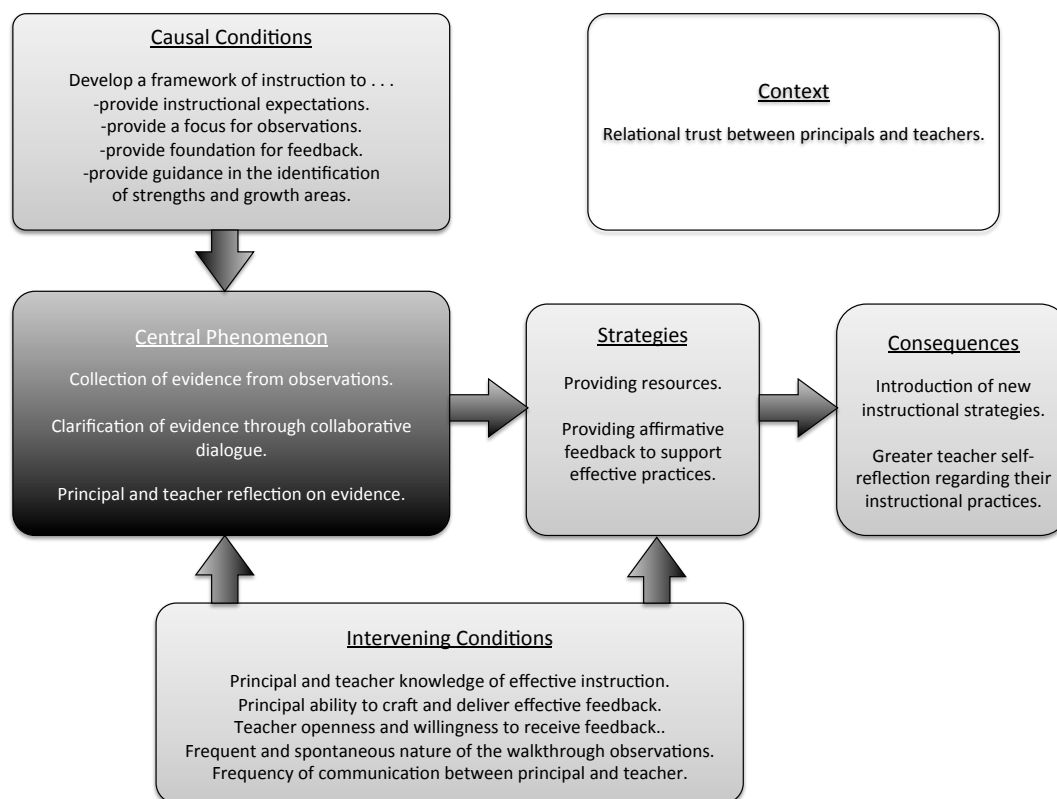 Causal Conditions
Develop a framework of instruction to . . .
-provide instructional expectations.
-provide a focus for observations.
-provide foundation for feedback.
-provide guidance in the identification
of strengths and growth areas.
Context
Relational trust between principals and teachers.
Central Phenomenon
Collection of evidence from observations.
Clarification of evidence through collaborative
dialogue.
Principal and teacher reflection on evidence.
Strategies
Providing resources.
Providing affirmative
feedback to support
effective practices.
Consequences
Introduction of new
instructional strategies.
Greater teacher self-
reflection regarding their
instructional practices.
Intervening Conditions
Principal and teacher knowledge of effective instruction.
Principal ability to craft and deliver effective feedback.
Teacher openness and willingness to receive feedback..
Frequent and spontaneous nature of the walkthrough observations.
Frequency of communication between principal and teacher.